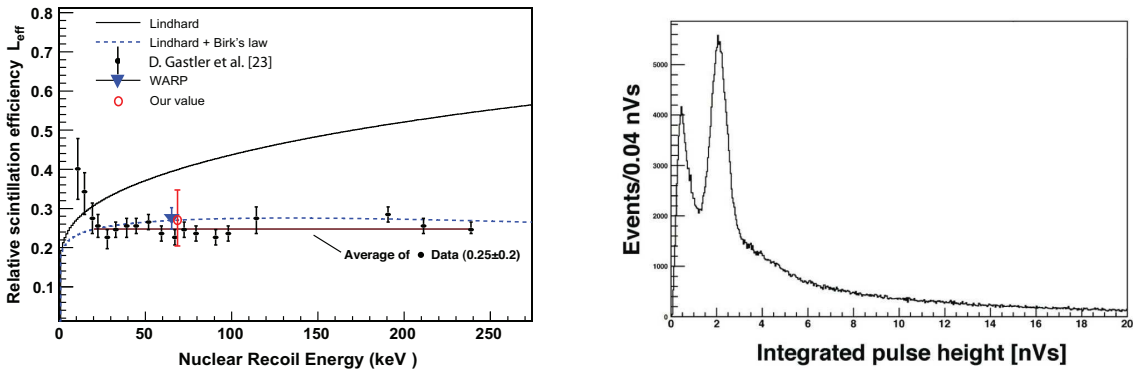 Relative scintillation efficiency L_eff
0.8
0.7
0.6
0.5
0.4
0.3
0.2
0.1
Lindhard
Lindhard + Birk's law
D. Gastler et al. [23]
WARP
Our value
Average of • Data (0.25±0.2)
0 50 100 150 200 250
Nuclear Recoil Energy (keV )
Events/0.04 nVs
5000
4000
3000
2000
1000
0
0 2 4 6 8 10 12 14 16 18 20
Integrated pulse height [nVs]